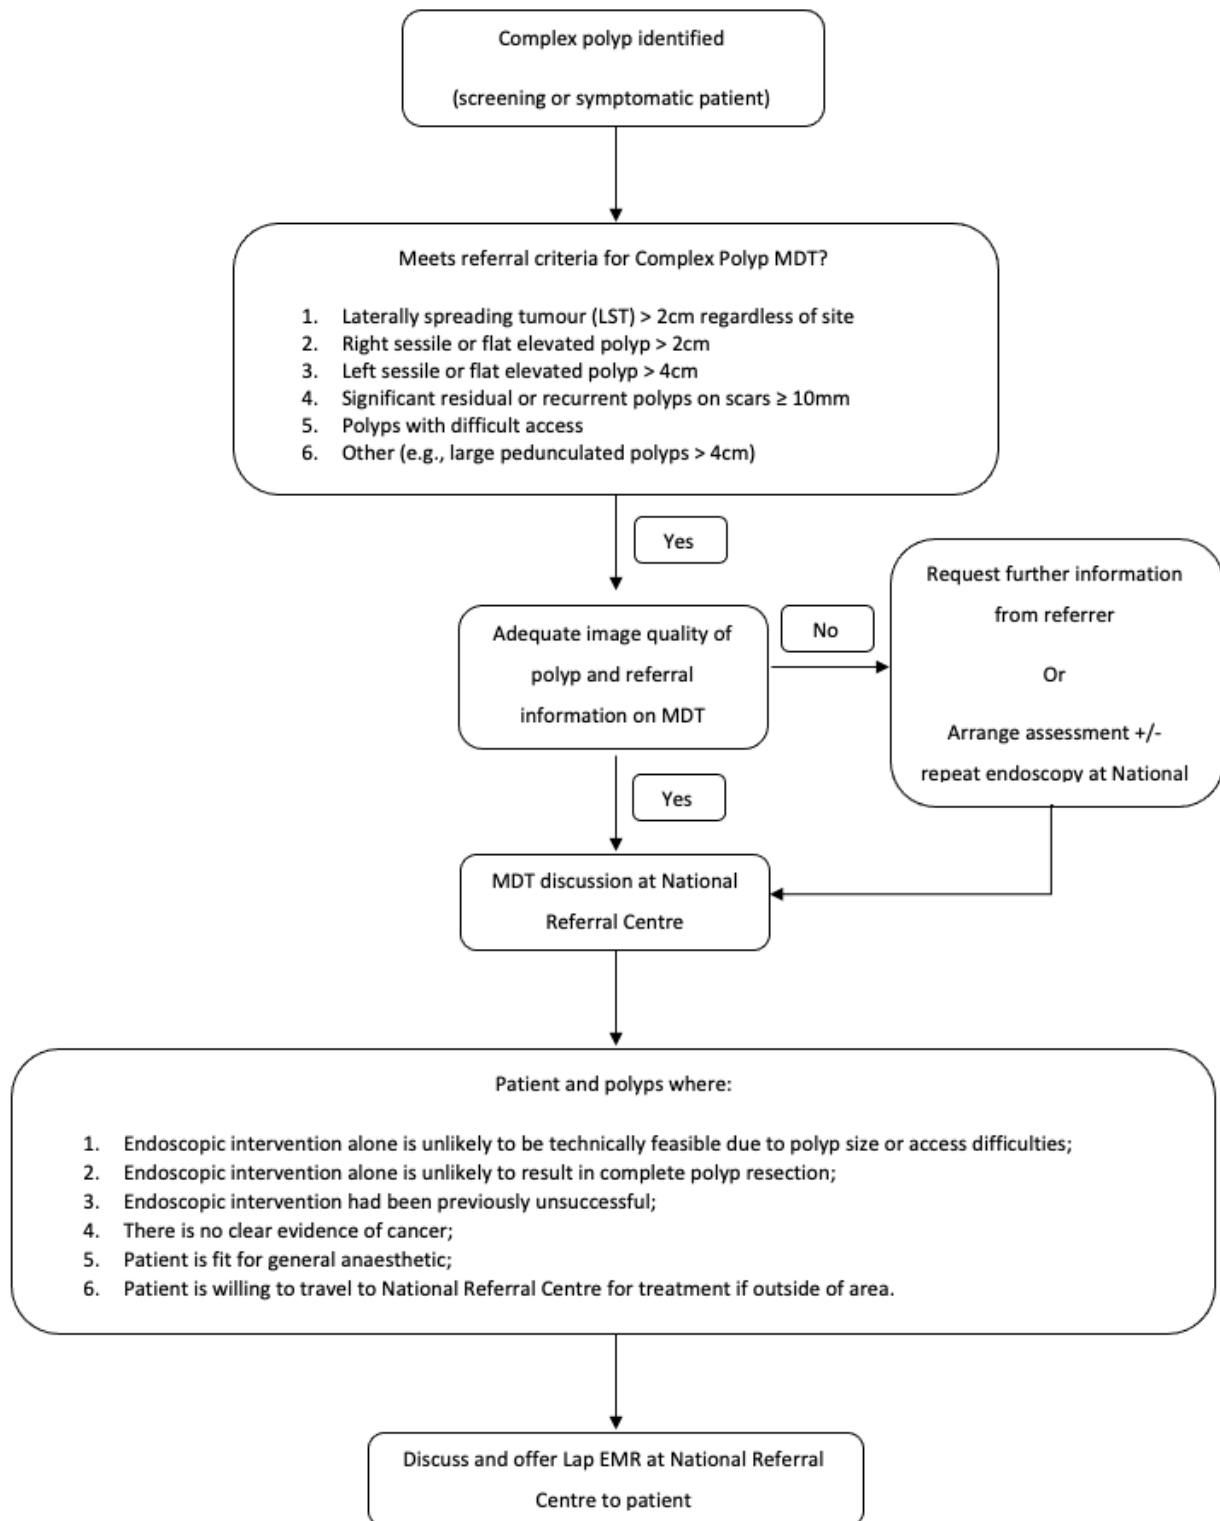 Complex polyp identified
(screening or symptomatic patient)
Meets referral criteria for Complex Polyp MDT?
1. Laterally spreading tumour (LST) > 2cm regardless of site
2. Right sessile or flat elevated polyp > 2cm
3. Left sessile or flat elevated polyp > 4cm
4. Significant residual or recurrent polyps on scars ≥ 10mm
5. Polyps with difficult access
6. Other (e.g., large pedunculated polyps > 4cm)
Yes
Adequate image quality of
polyp and referral
information on MDT
No
Request further information
from referrer
Or
Arrange assessment +/-
repeat endoscopy at National
Yes
MDT discussion at National
Referral Centre
Patient and polyps where:
1. Endoscopic intervention alone is unlikely to be technically feasible due to polyp size or access difficulties;
2. Endoscopic intervention alone is unlikely to result in complete polyp resection;
3. Endoscopic intervention had been previously unsuccessful;
4. There is no clear evidence of cancer;
5. Patient is fit for general anaesthetic;
6. Patient is willing to travel to National Referral Centre for treatment if outside of area.
Discuss and offer Lap EMR at National Referral
Centre to patient